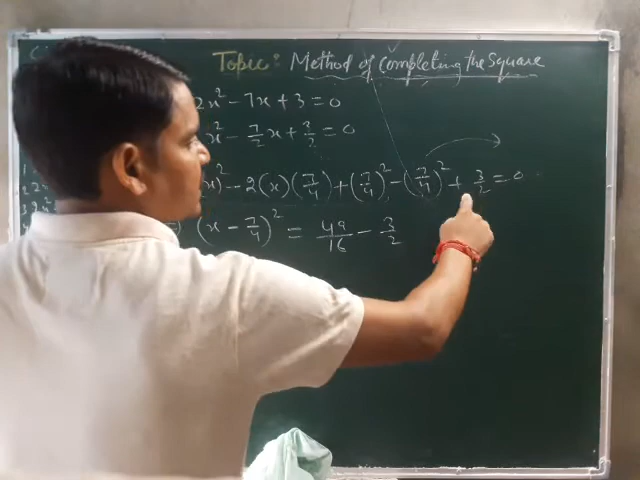 Topic: Method of completing the Square
2x² - 7x + 3 = 0
x² - 7/2 x + 3/2 = 0
x² - 2(x)(7/4) + (7/4)² - (7/4)² + 3/2 = 0
(x - 7/4)² = 49/16 - 3/2